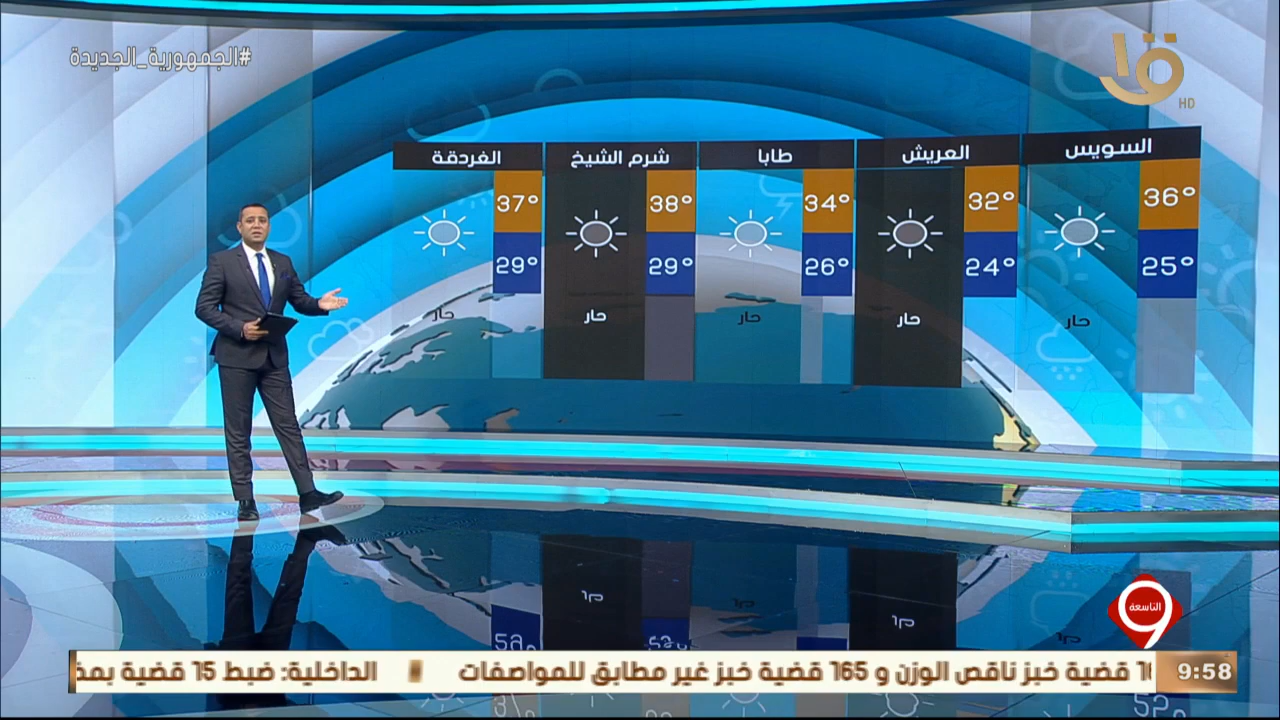 #الجمهورية_الجديدة
HD
السويس
36°
25°
حار
العريش
32°
24°
حار
طابا
34°
26°
حار
شرم الشيخ
38°
29°
حار
الغردقة
37°
29°
حار
التاسعة
9
9:58
قضية خبز ناقص الوزن و 165 قضية خبز غير مطابق للمواصفات
الداخلية: ضبط 15 قضية